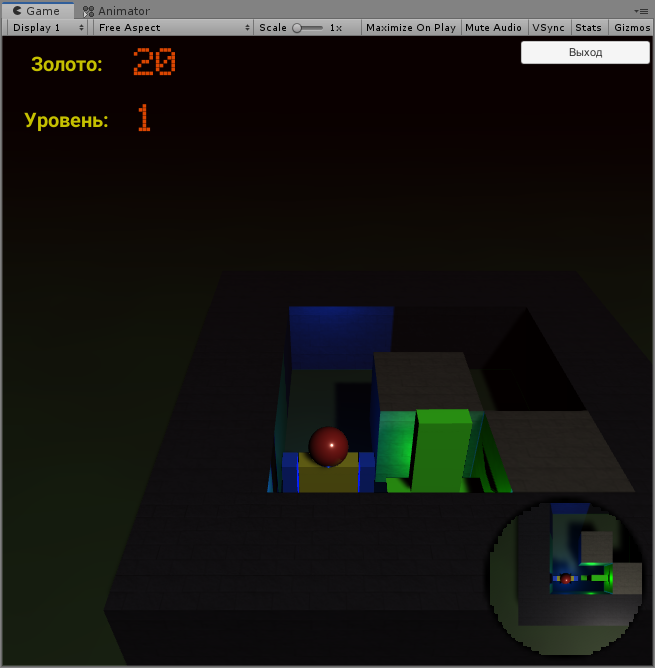 Game Animator
Display 1 Free Aspect Scale 1x Maximize On Play Mute Audio VSync Stats Gizmos
Выход
Золото: 20
Уровень: 1